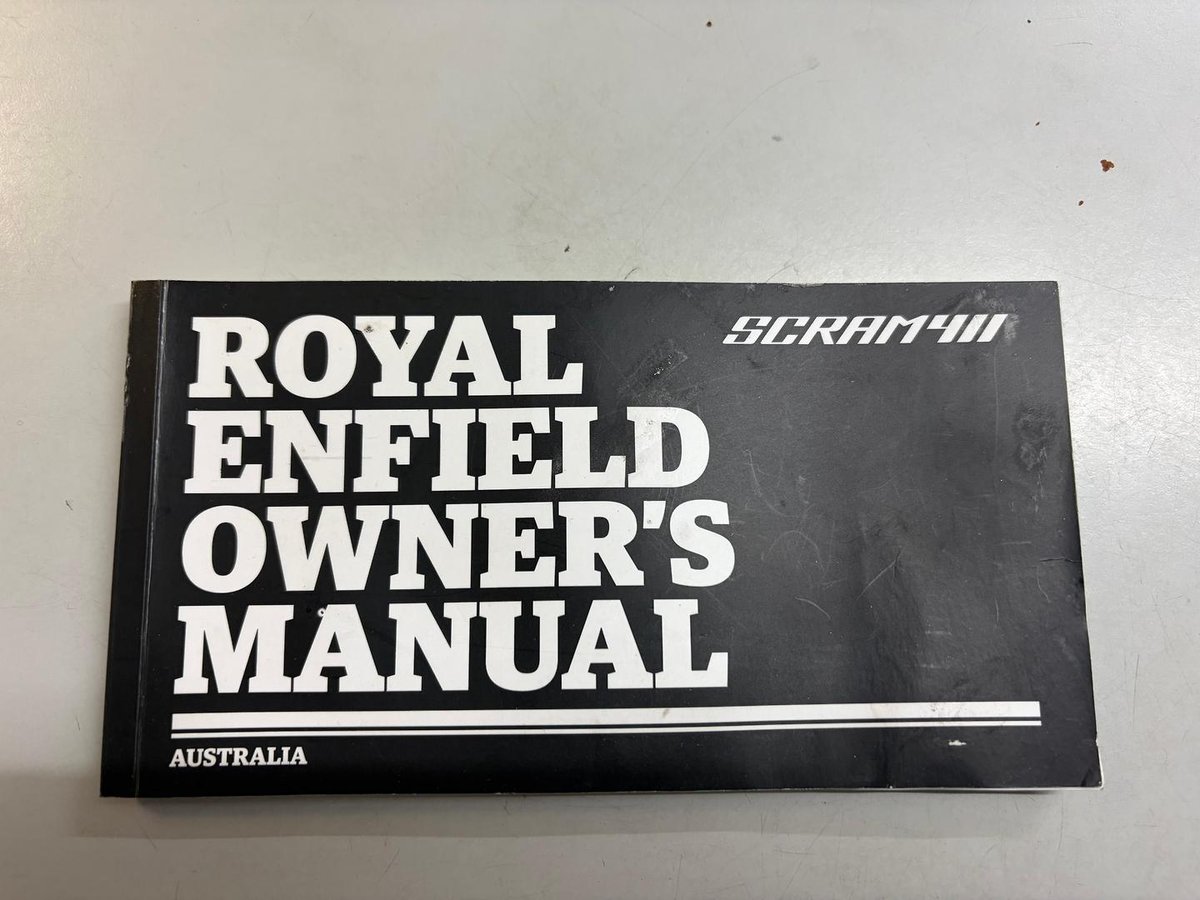 ROYAL
ENFIELD
OWNER'S
MANUAL
SCRAM411
AUSTRALIA